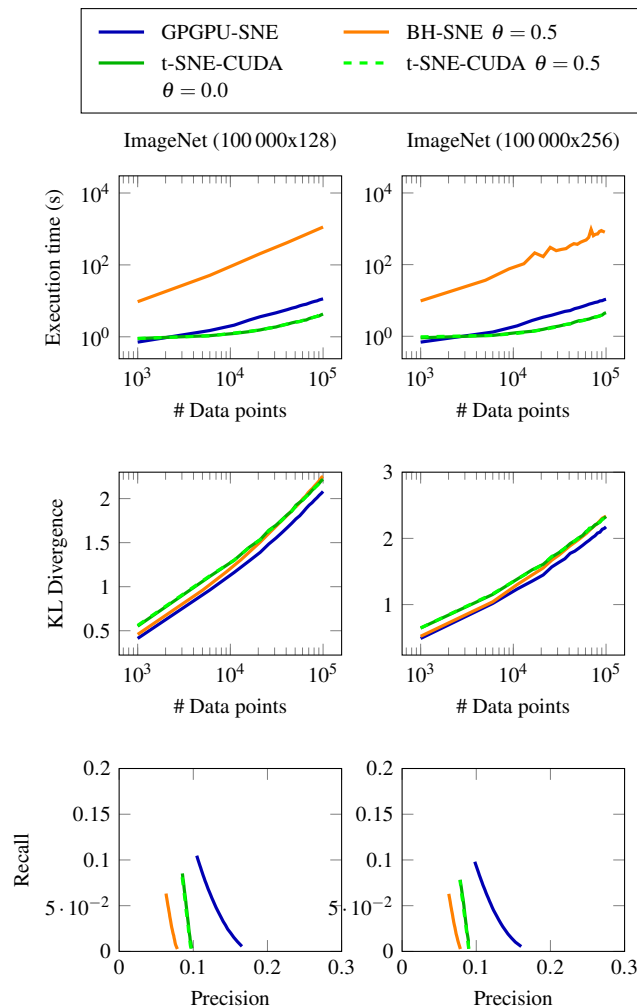 GPGPU-SNE
BH-SNE θ = 0.5
t-SNE-CUDA
θ = 0.0
t-SNE-CUDA θ = 0.5
ImageNet (100 000x128)
ImageNet (100 000x256)
Execution time (s)
10^4
10^2
10^0
10^3
10^4
10^5
# Data points
10^4
10^2
10^0
10^3
10^4
10^5
# Data points
KL Divergence
2
1.5
1
0.5
10^3
10^4
10^5
# Data points
3
2
1
10^3
10^4
10^5
# Data points
Recall
0.2
0.15
0.1
5 · 10^−2
0
0
0.1
0.2
0.3
Precision
0.2
0.15
0.1
5 · 10^−2
0
0
0.1
0.2
0.3
Precision